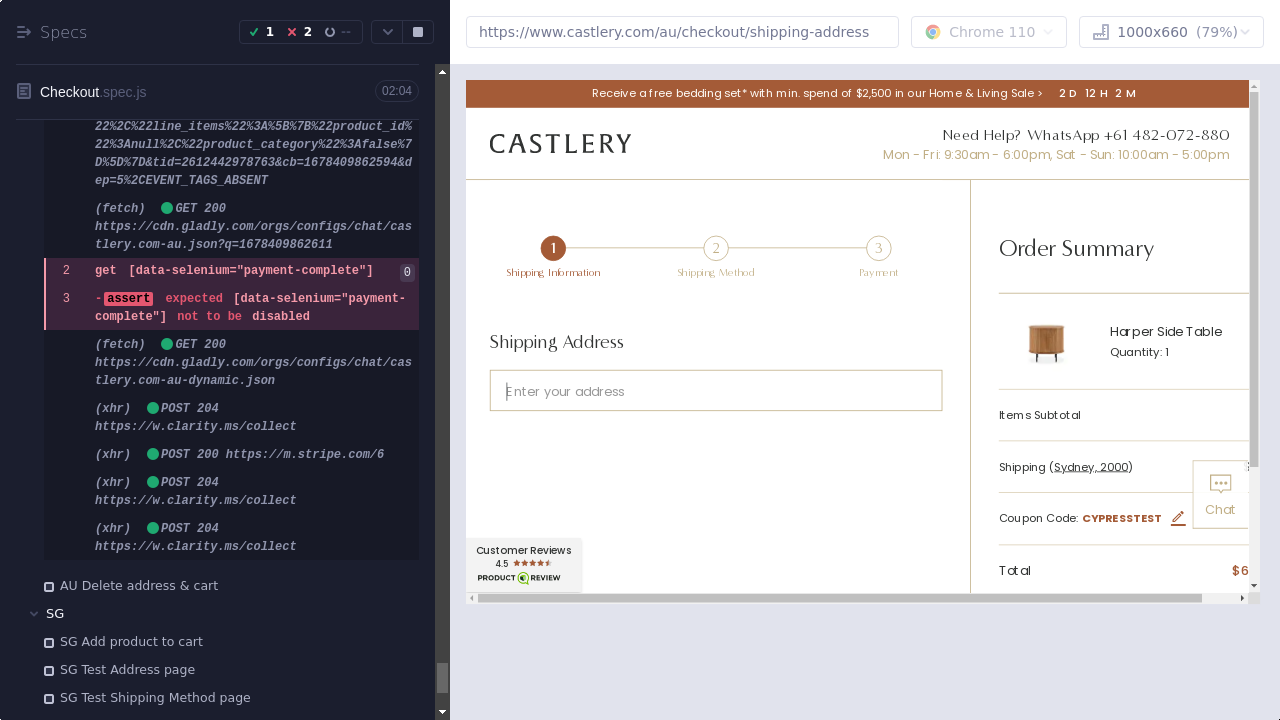 Specs
1
2
--
Checkout.spec.js
02:04
22%2C%22line_items%22%3A%5B%7B%22product_id%
22%3Anull%2C%22product_category%22%3Afalse%7
D%5D%7D&tid=2612442978763&cb=1678409862594&d
ep=5%2CEVENT_TAGS_ABSENT
(fetch) GET 200
https://cdn.gladly.com/orgs/configs/chat/cas
tlery.com-au.json?q=1678409862611
2 get [data-selenium="payment-complete"] 0
3 -assert expected [data-selenium="payment-
complete"] not to be disabled
(fetch) GET 200
https://cdn.gladly.com/orgs/configs/chat/cas
tlery.com-au-dynamic.json
(xhr) POST 204
https://w.clarity.ms/collect
(xhr) POST 200 https://m.stripe.com/6
(xhr) POST 204
https://w.clarity.ms/collect
(xhr) POST 204
https://w.clarity.ms/collect
AU Delete address & cart
SG
SG Add product to cart
SG Test Address page
SG Test Shipping Method page
https://www.castlery.com/au/checkout/shipping-address
Chrome 110
1000x660 (79%)
Receive a free bedding set* with min. spend of $2,500 in our Home & Living Sale > 2 D 12 H 2 M
CASTLERY
Need Help? WhatsApp +61 482-072-880
Mon - Fri: 9:30am - 6:00pm, Sat - Sun: 10:00am - 5:00pm
1
2
3
Shipping Information
Shipping Method
Payment
Shipping Address
Enter your address
Order Summary
Harper Side Table
Quantity: 1
Items Subtotal
Shipping (Sydney, 2000)
Coupon Code: CYPRESSTEST
Total
$6
Chat
Customer Reviews
4.5
PRODUCT REVIEW